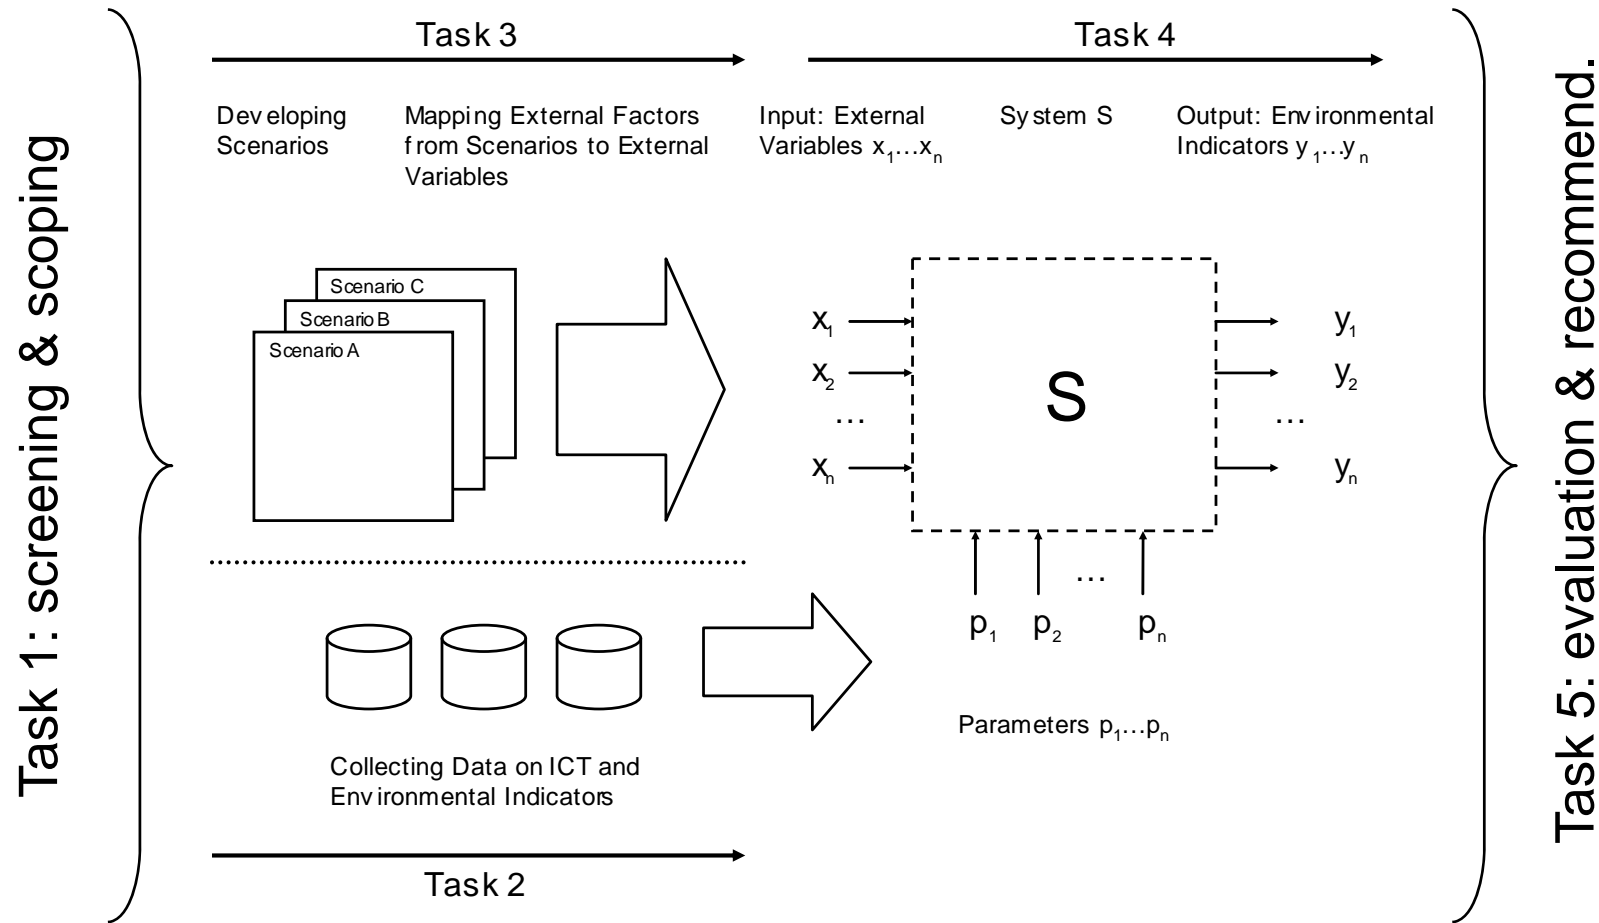 Task 1: screening & scoping
Task 3
Task 4
Developing
Scenarios
Mapping External Factors
from Scenarios to External
Variables
Input: External
Variables x₁…xₙ
System S
Output: Environmental
Indicators y₁…yₙ
Scenario C
Scenario B
Scenario A
x₁
x₂
…
xₙ
S
y₁
y₂
…
yₙ
…
p₁ p₂ pₙ
Parameters p₁…pₙ
Collecting Data on ICT and
Environmental Indicators
Task 2
Task 5: evaluation & recommend.